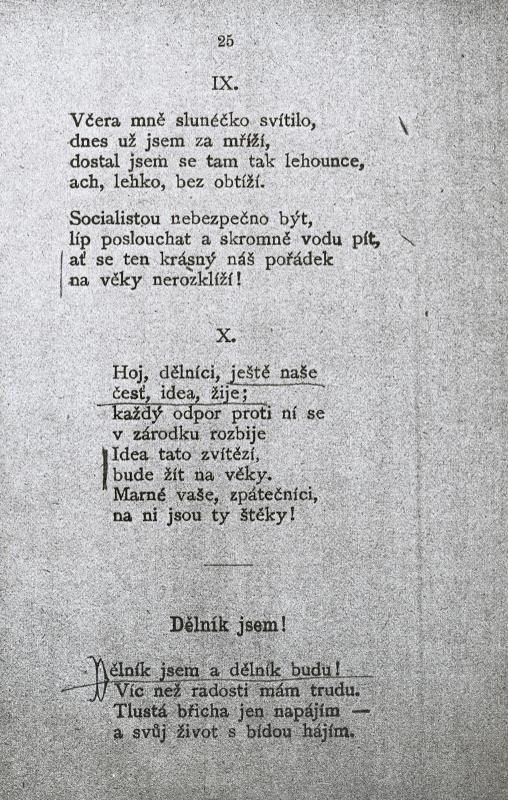 25
IX.
Včera mně slunéčko svítilo,
dnes už jsem za mříží,
dostal jsem se tam tak lehounce,
ach, lehko, bez obtíží.
Socialistou nebezpečno být,
líp poslouchat a skromně vodu pít,
ať se ten krásný náš pořádek
na věky nerozklíží!
X.
Hoj, dělníci, ještě naše
česť, idea, žije;
každý odpor proti ní se
v zárodku rozbije
Idea tato zvítězí,
bude žít na věky.
Marné vaše, zpátečníci,
na ni jsou ty štěky!
Dělník jsem!
Dělník jsem a dělník budu!
Víc než radosti mám trudu.
Tlustá břicha jen napájím —
a svůj život s bídou hájím.